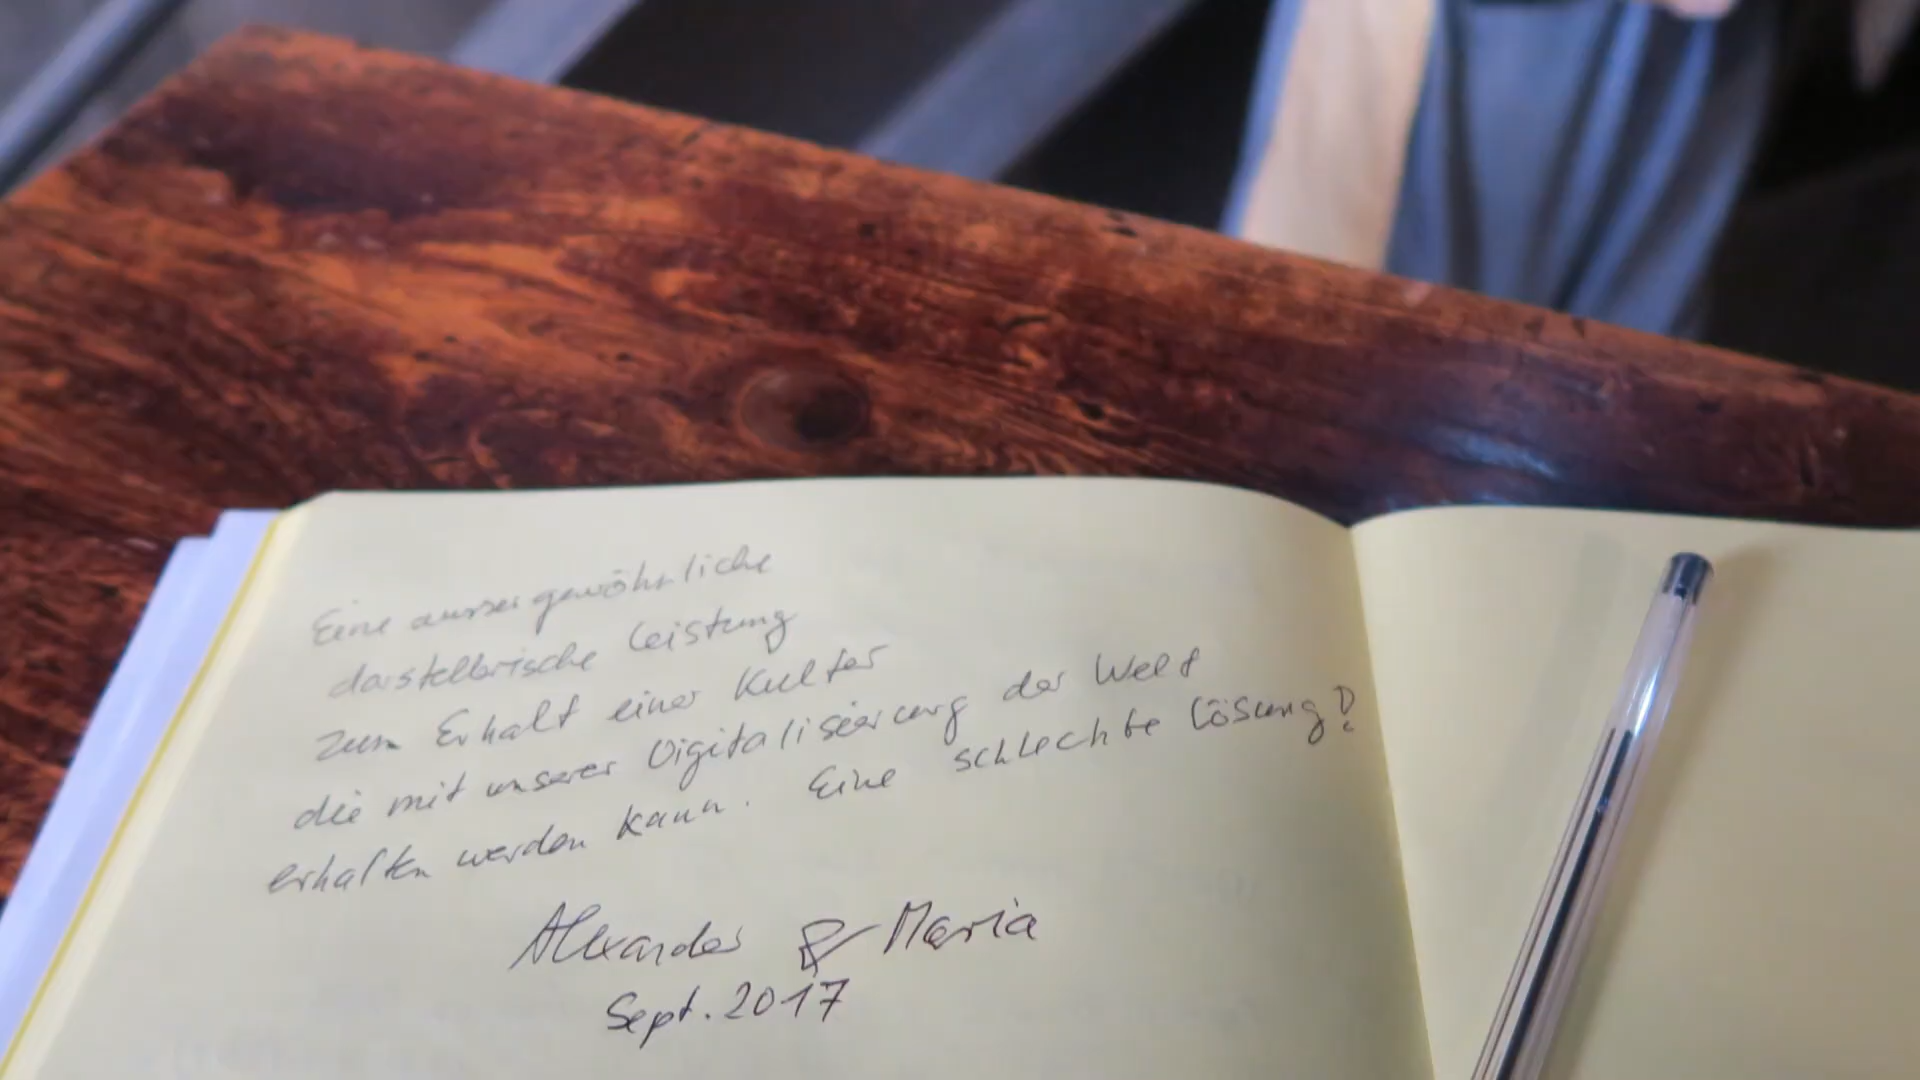 Eine aussergewöhnliche
darstellerische Leistung
zum Erhalt einer Kultur
die mit unserer Digitalisierung der Welt
erhalten werden kann. Eine schlechte Lösung?
Alexander & Maria
Sept. 2017